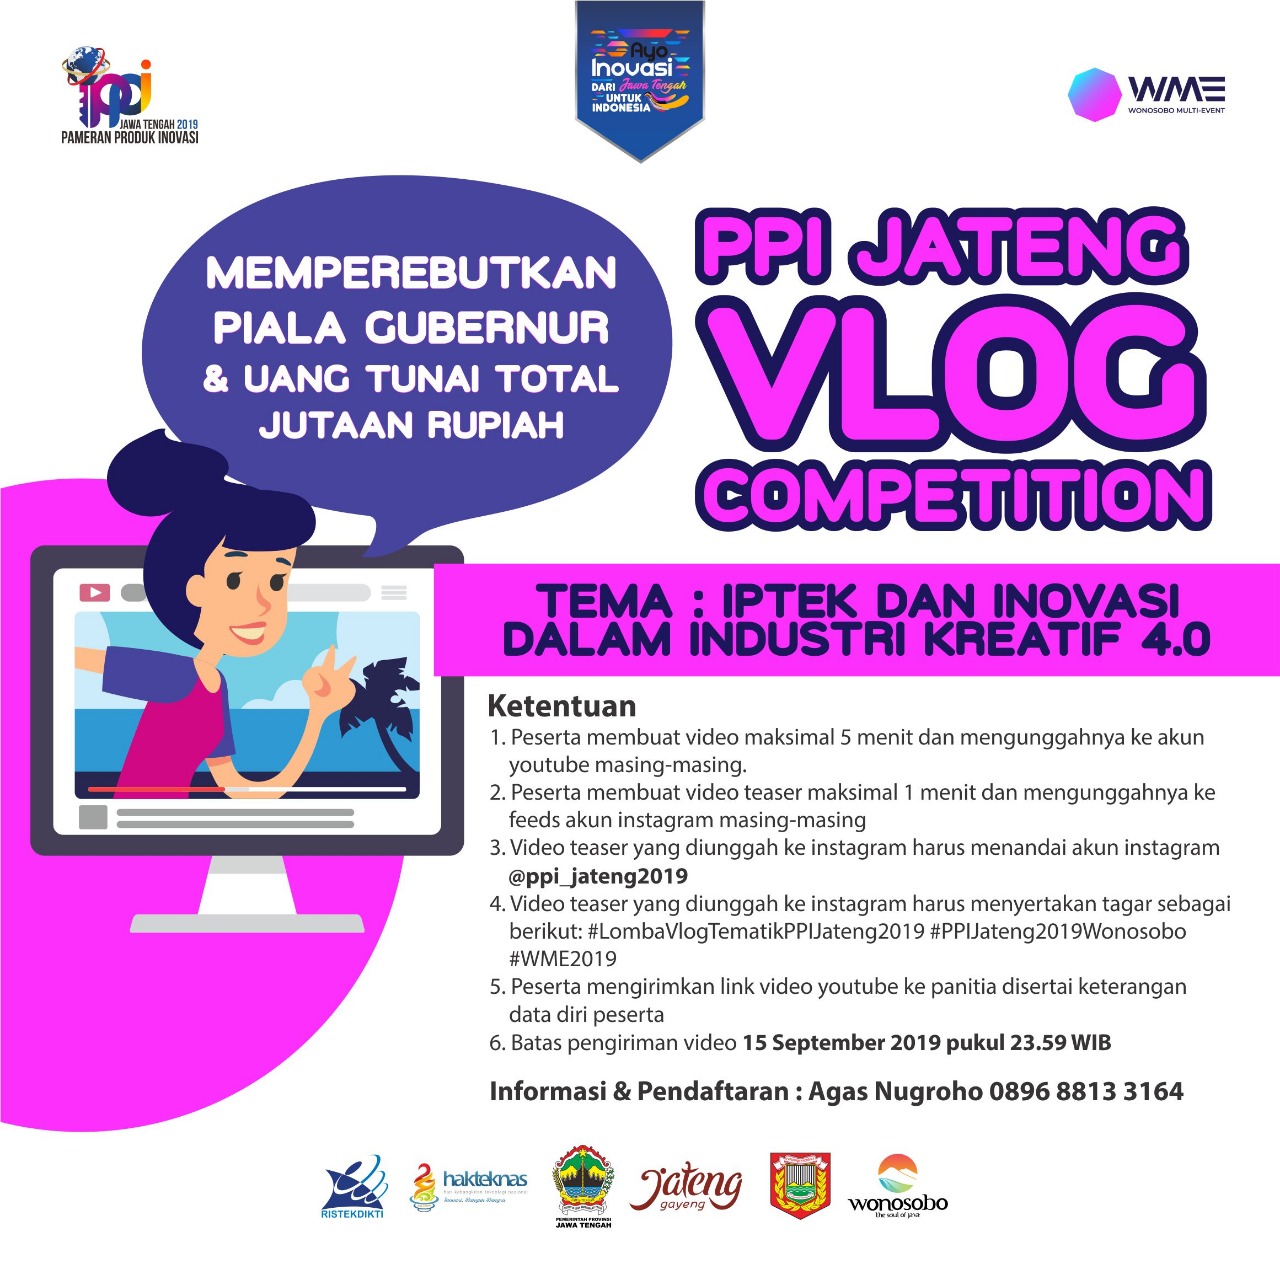 ppi
JAWA TENGAH 2019
PAMERAN PRODUK INOVASI
Ayo
Inovasi
DARI Jawa Tengah
UNTUK
INDONESIA
WME
WONOSOBO MULTI-EVENT
MEMPEREBUTKAN
PIALA GUBERNUR
& UANG TUNAI TOTAL
JUTAAN RUPIAH
PPI JATENG
VLOG
COMPETITION
TEMA : IPTEK DAN INOVASI
DALAM INDUSTRI KREATIF 4.0
Ketentuan
1. Peserta membuat video maksimal 5 menit dan mengunggahnya ke akun
youtube masing-masing.
2. Peserta membuat video teaser maksimal 1 menit dan mengunggahnya ke
feeds akun instagram masing-masing
3. Video teaser yang diunggah ke instagram harus menandai akun instagram
@ppi_jateng2019
4. Video teaser yang diunggah ke instagram harus menyertakan tagar sebagai
berikut: #LombaVlogTematikPPIJateng2019 #PPIJateng2019Wonosobo
#WME2019
5. Peserta mengirimkan link video youtube ke panitia disertai keterangan
data diri peserta
6. Batas pengiriman video 15 September 2019 pukul 23.59 WIB
Informasi & Pendaftaran : Agas Nugroho 0896 8813 3164
RISTEKDIKTI
hakteknas
hari kebangkitan teknologi nasional
PEMERINTAH PROVINSI
JAWA TENGAH
jateng
gayeng
wonosobo
the soul of java